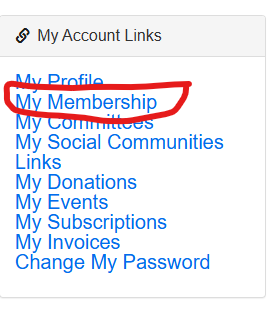 My Account Links
My Profile
My Membership
My Committees
My Social Communities
Links
My Donations
My Events
My Subscriptions
My Invoices
Change My Password